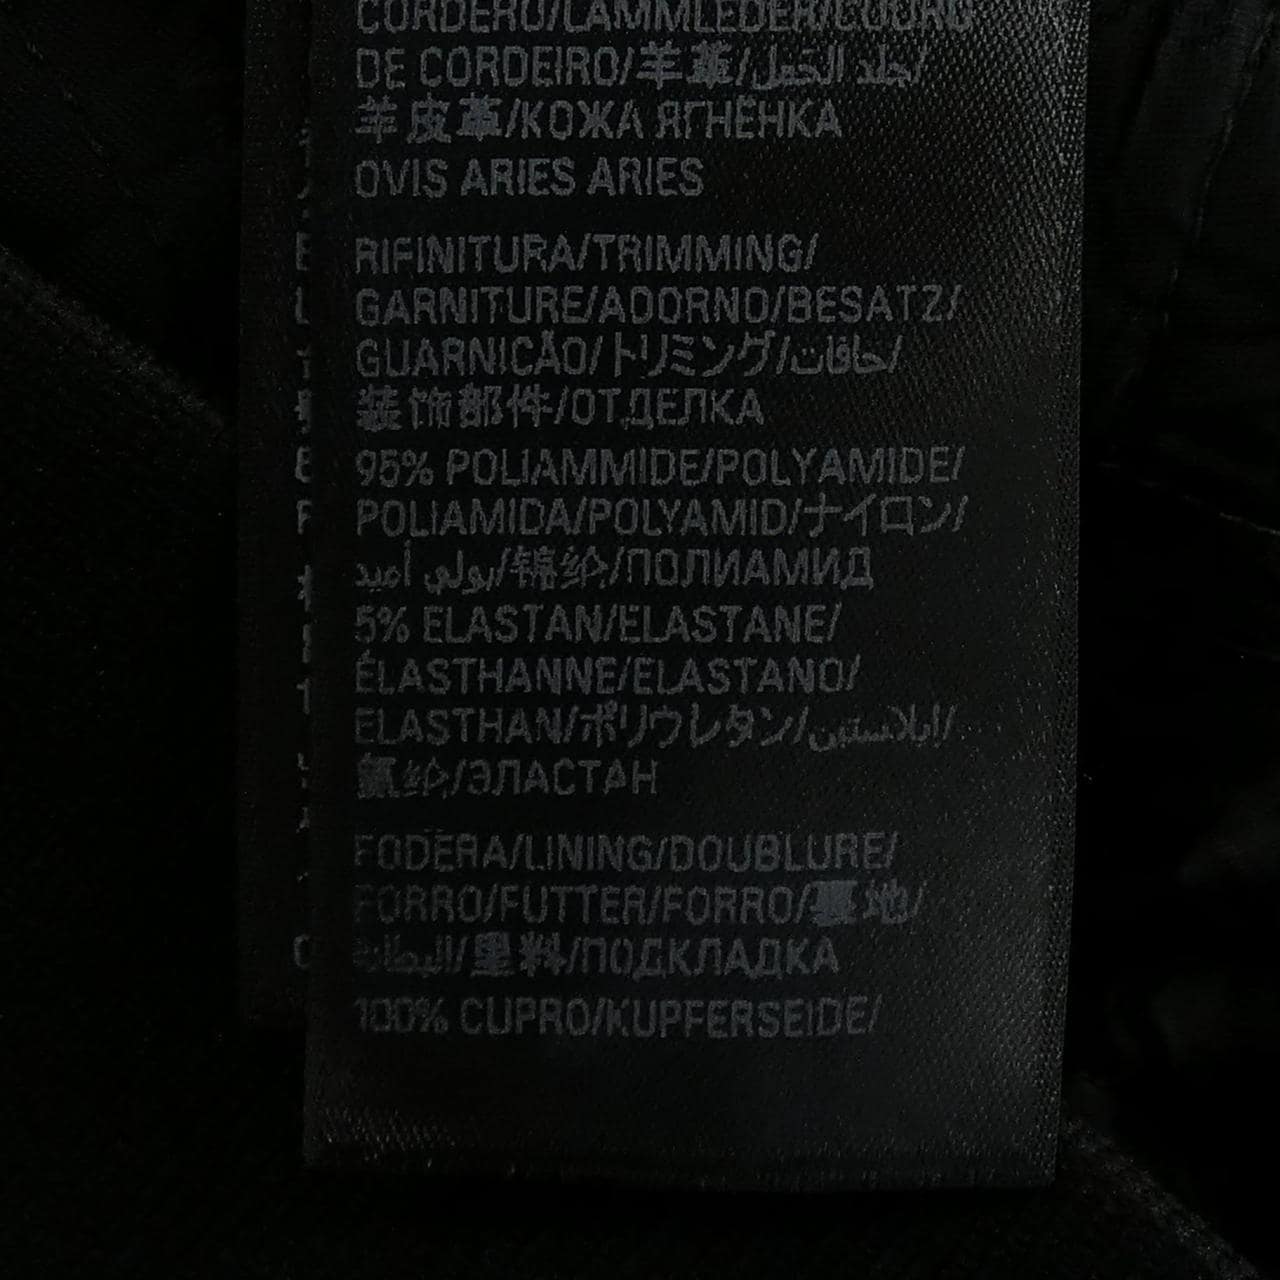 CORDERO/LAMMLEDER/COURO
DE CORDEIRO/羊革/جلد الحمل/
羊皮革/КОЖА ЯГНЁНКА
OVIS ARIES ARIES
RIFINITURA/TRIMMING/
GARNITURE/ADORNO/BESATZ/
GUARNIÇÃO/トリミング/حافات/
装饰部件/ОТДЕЛКА
95% POLIAMMIDE/POLYAMIDE/
POLIAMIDA/POLYAMID/ナイロン/
بولي أميد/锦纶/ПОЛИАМИД
5% ELASTAN/ELASTANE/
ÉLASTHANNE/ELASTANO/
ELASTHAN/ポリウレタン/إيلاستين/
氨纶/ЭЛАСТАН
FODERA/LINING/DOUBLURE/
FORRO/FUTTER/FORRO/裏地/
البطانة/里料/ПОДКЛАДКА
100% CUPRO/KUPFERSEIDE/